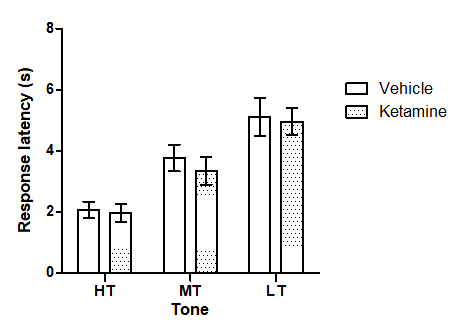 8
6
4
2
0
Response latency (s)
HT MT LT
Tone
Vehicle
Ketamine